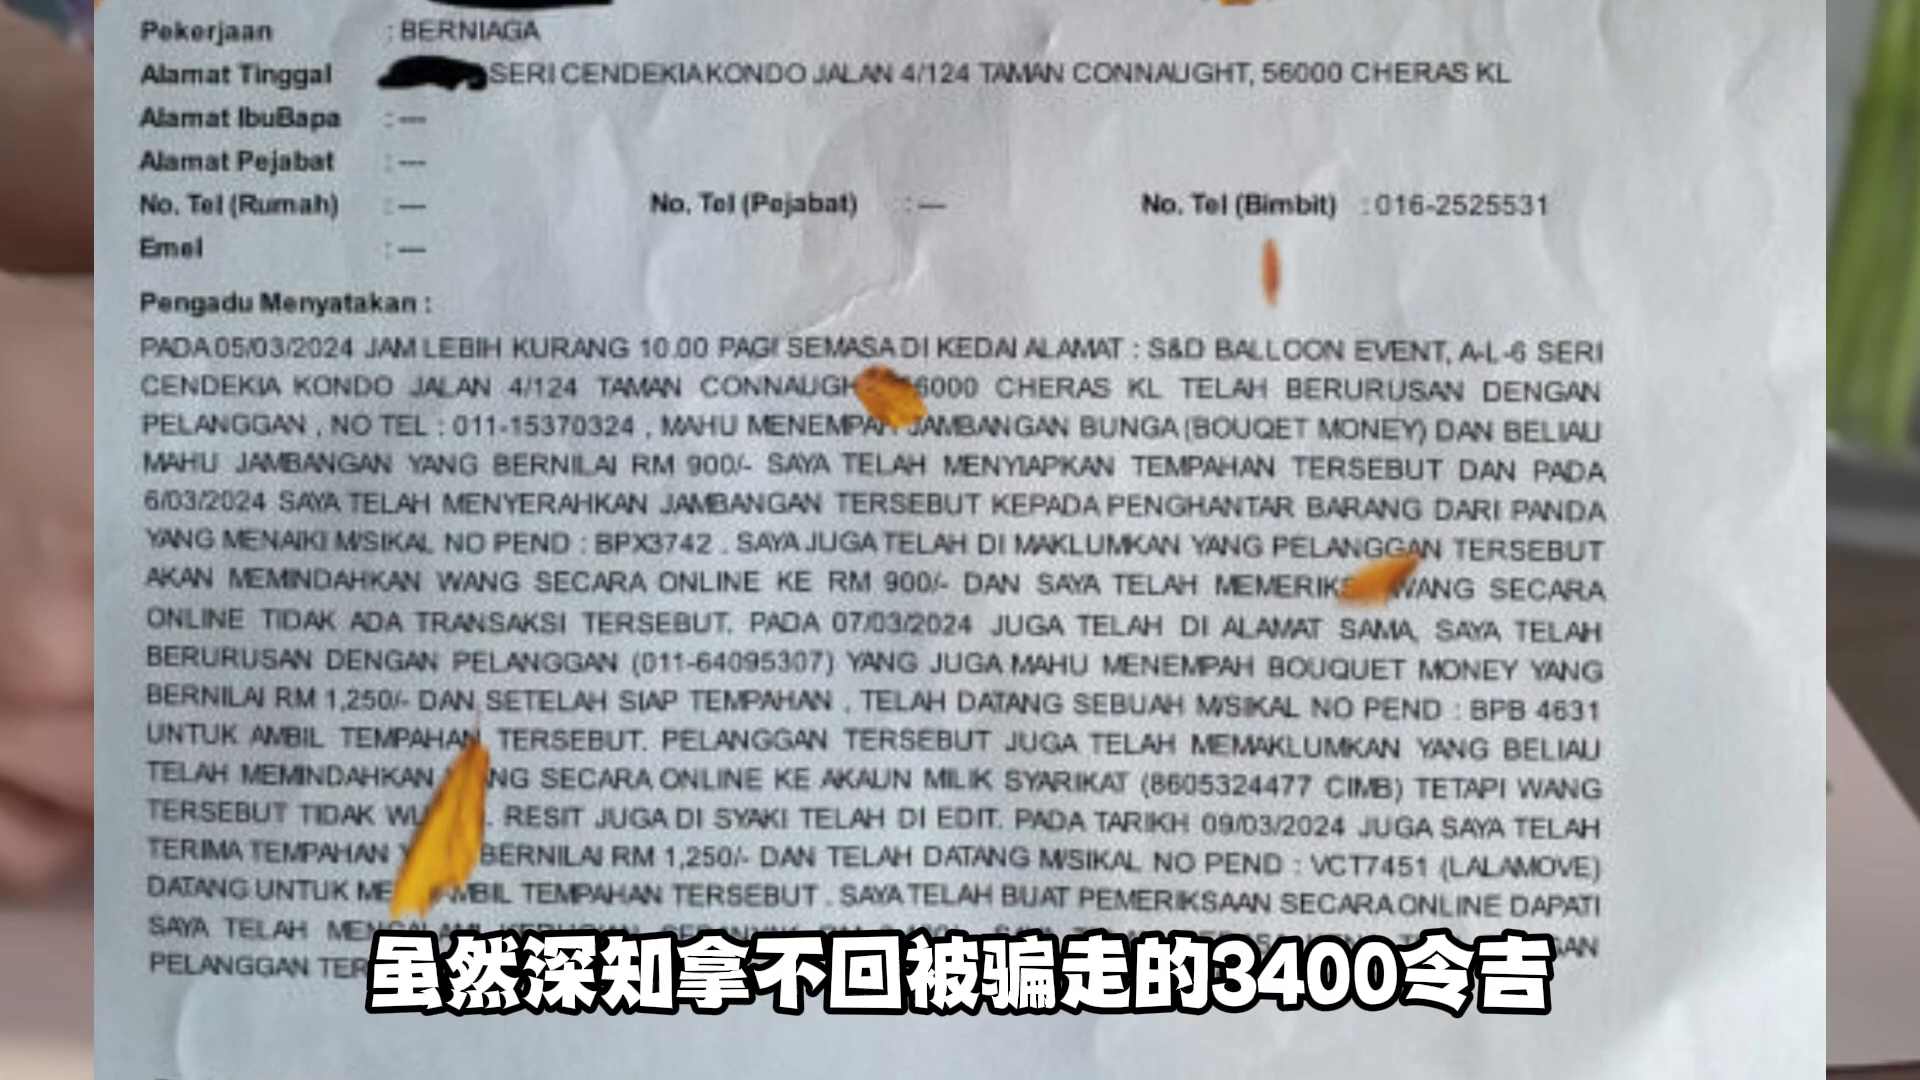 Pekerjaan : BERNIAGA
Alamat Tinggal SERI CENDEKIA KONDO JALAN 4/124 TAMAN CONNAUGHT, 56000 CHERAS KL
Alamat IbuBapa : ---
Alamat Pejabat : ---
No. Tel (Rumah) : --- No. Tel (Pejabat) : --- No. Tel (Bimbit) : 016-2525531
Emel : ---
Pengadu Menyatakan :
PADA 05/03/2024 JAM LEBIH KURANG 10.00 PAGI SEMASA DI KEDAI ALAMAT : S&D BALLOON EVENT, A-L-6 SERI
CENDEKIA KONDO JALAN 4/124 TAMAN 56000 CHERAS KL TELAH BERURUSAN DENGAN
PELANGGAN , NO TEL : 011-15370324 , MAHU MENEMPAH JAMBANGAN BUNGA (BOUQET MONEY) DAN BELIAU
MAHU JAMBANGAN YANG BERNILAI RM 900/- SAYA TELAH MENYIAPKAN TEMPAHAN TERSEBUT DAN PADA
6/03/2024 SAYA TELAH MENYERAHKAN JAMBANGAN TERSEBUT KEPADA PENGHANTAR BARANG DARI PANDA
YANG MENAIKI M/SIKAL NO PEND : BPX3742 . SAYA JUGA TELAH DI MAKLUMKAN YANG PELANGGAN TERSEBUT
AKAN MEMINDAHKAN WANG SECARA ONLINE KE RM 900/- DAN SAYA TELAH WANG SECARA
ONLINE TIDAK ADA TRANSAKSI TERSEBUT. PADA 07/03/2024 JUGA TELAH DI ALAMAT SAMA, SAYA TELAH
BERURUSAN DENGAN PELANGGAN (011-64095307) YANG JUGA MAHU MENEMPAH BOUQUET MONEY YANG
BERNILAI RM 1,250/- DAN SETELAH SIAP TEMPAHAN , TELAH DATANG SEBUAH M/SIKAL NO PEND : BPB 4631
UNTUK AMBIL TEMPAHAN TERSEBUT. PELANGGAN TERSEBUT JUGA TELAH MEMAKLUMKAN YANG BELIAU
TELAH MEMINDAHKAN WANG SECARA ONLINE KE AKAUN MILIK SYARIKAT (8605324477 CIMB) TETAPI WANG
TERSEBUT TIDAK . RESIT JUGA DI SYAKI TELAH DI EDIT. PADA TARIKH 09/03/2024 JUGA SAYA TELAH
TERIMA TEMPAHAN BERNILAI RM 1,250/- DAN TELAH DATANG M/SIKAL NO PEND : VCT7451 (LALAMOVE)
DATANG UNTUK TEMPAHAN TERSEBUT . SAYA TELAH BUAT PEMERIKSAAN SECARA ONLINE DAPATI
SAYA TELAH
PELANGGAN
虽然深知拿不回被骗走的3400令吉